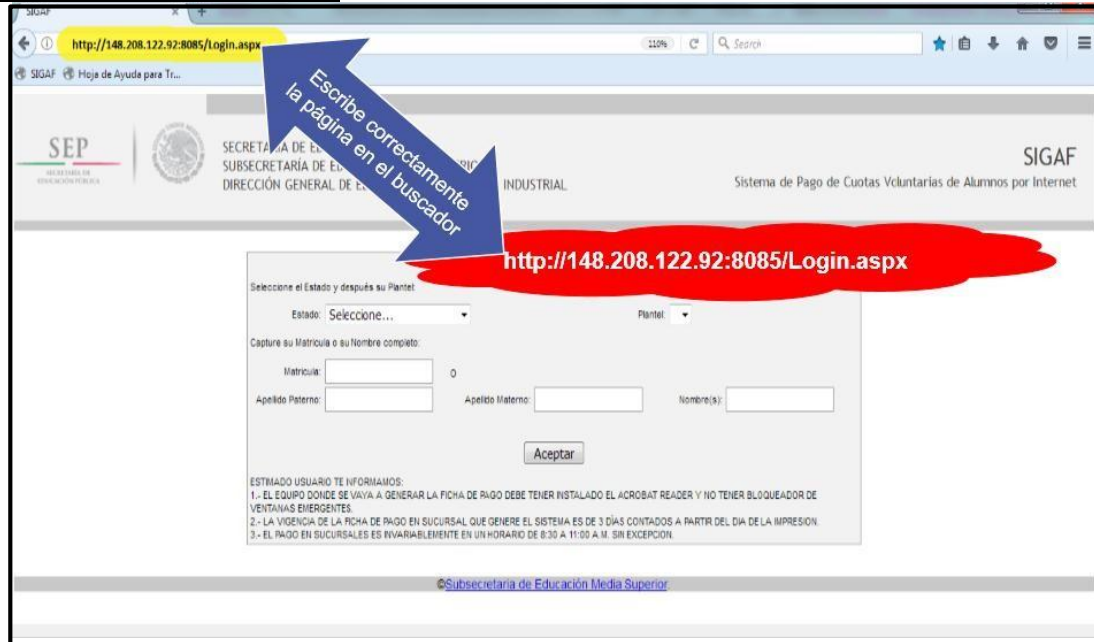 SIGAF
http://148.208.122.92:8085/Login.aspx
110%
Search
SIGAF Hoja de Ayuda para Tr...
Escribe correctamente
la página en el buscador
SEP
SECRETARÍA DE
EDUCACIÓN PÚBLICA
SECRETARÍA DE
SUBSECRETARÍA DE
DIRECCIÓN GENERAL DE INDUSTRIAL
SIGAF
Sistema de Pago de Cuotas Voluntarias de Alumnos por Internet
http://148.208.122.92:8085/Login.aspx
Seleccione el Estado y después su Plantel:
Estado: Seleccione... Plantel:
Capture su Matricula o su Nombre completo:
Matricula: O
Apellido Paterno: Apellido Materno: Nombre(s):
Aceptar
ESTIMADO USUARIO TE INFORMAMOS:
1.- EL EQUIPO DONDE SE VAYA A GENERAR LA FICHA DE PAGO DEBE TENER INSTALADO EL ACROBAT READER Y NO TENER BLOQUEADOR DE
VENTANAS EMERGENTES.
2.- LA VIGENCIA DE LA FICHA DE PAGO EN SUCURSAL QUE GENERE EL SISTEMA ES DE 3 DÍAS CONTADOS A PARTIR DEL DIA DE LA IMPRESION.
3.- EL PAGO EN SUCURSALES ES INVARIABLEMENTE EN UN HORARIO DE 8:30 A 11:00 A.M. SIN EXCEPCION.
©Subsecretaria de Educación Media Superior.